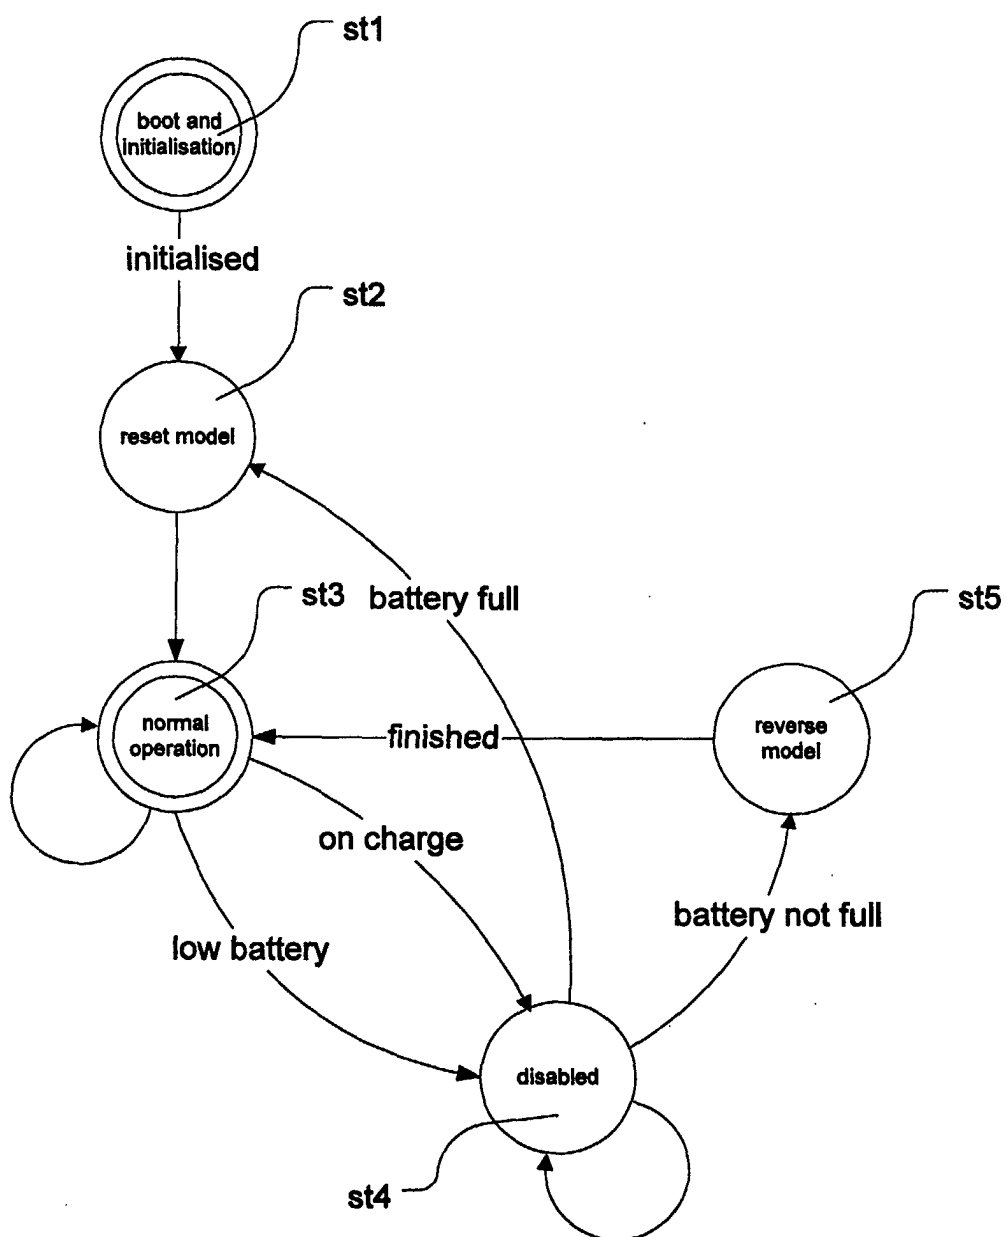 st1
boot and
initialisation
initialised
st2
reset model
st3
battery full
st5
normal
operation
finished
reverse
model
on charge
battery not full
low battery
disabled
st4